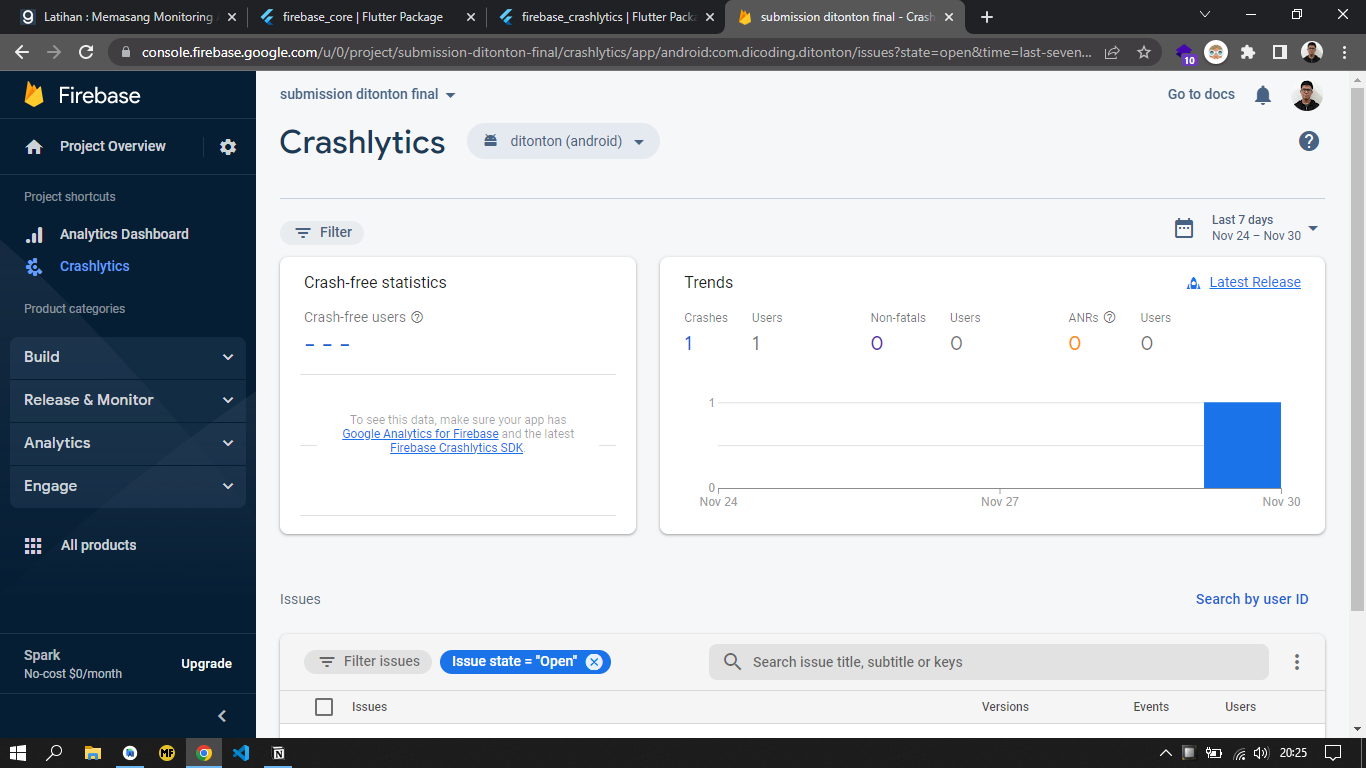 Latihan : Memasang Monitoring
firebase_core | Flutter Package
firebase_crashlytics | Flutter Pack
submission ditonton final - Crash
console.firebase.google.com/u/0/project/submission-ditonton-final/crashlytics/app/android:com.dicoding.ditonton/issues?state=open&time=last-seven...
10
Firebase
Project Overview
Project shortcuts
Analytics Dashboard
Crashlytics
Product categories
Build
Release & Monitor
Analytics
Engage
All products
Spark
No-cost $0/month
Upgrade
submission ditonton final
Go to docs
Crashlytics
ditonton (android)
Filter
Last 7 days
Nov 24 – Nov 30
Crash-free statistics
Crash-free users
- - -
To see this data, make sure your app has
Google Analytics for Firebase and the latest
Firebase Crashlytics SDK.
Trends
Latest Release
Crashes
Users
Non-fatals
Users
ANRs
Users
1
1
0
0
0
0
1
0
Nov 24
Nov 27
Nov 30
Issues
Search by user ID
Filter issues
Issue state = "Open"
Search issue title, subtitle or keys
Issues
Versions
Events
Users
MF
20:25